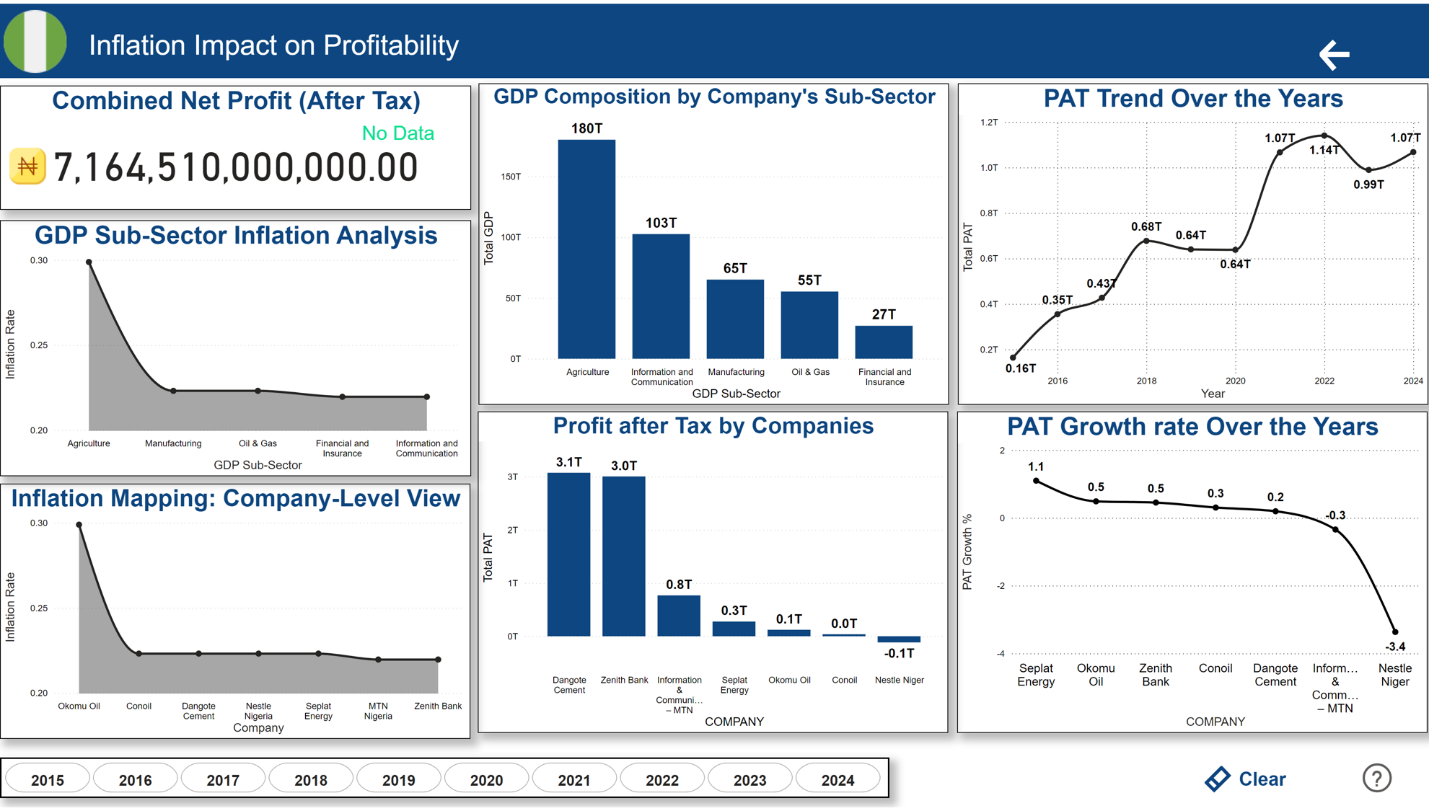 Inflation Impact on Profitability
Combined Net Profit (After Tax)
No Data
₦ 7,164,510,000,000.00
GDP Sub-Sector Inflation Analysis
0.30
0.25
0.20
Inflation Rate
Agriculture
Manufacturing
Oil & Gas
Financial and
Insurance
Information and
Communication
GDP Sub-Sector
Inflation Mapping: Company-Level View
0.30
0.25
0.20
Inflation Rate
Okomu Oil
Conoil
Dangote
Cement
Nestle
Nigeria
Seplat
Energy
MTN
Nigeria
Zenith Bank
Company
GDP Composition by Company's Sub-Sector
180T
103T
65T
55T
27T
150T
100T
50T
0T
Total GDP
Agriculture
Information and
Communication
Manufacturing
Oil & Gas
Financial and
Insurance
GDP Sub-Sector
Profit after Tax by Companies
3.1T
3.0T
0.8T
0.3T
0.1T
0.0T
-0.1T
3T
2T
1T
0T
Total PAT
Dangote
Cement
Zenith Bank
Information
&
Communi...
– MTN
Seplat
Energy
Okomu Oil
Conoil
Nestle Niger
COMPANY
PAT Trend Over the Years
1.2T
1.0T
0.8T
0.6T
0.4T
0.2T
Total PAT
0.16T
0.35T
0.43T
0.68T
0.64T
0.64T
1.07T
1.14T
0.99T
1.07T
2016
2018
2020
2022
2024
Year
PAT Growth rate Over the Years
2
0
-2
-4
PAT Growth %
1.1
0.5
0.5
0.3
0.2
-0.3
-3.4
Seplat
Energy
Okomu
Oil
Zenith
Bank
Conoil
Dangote
Cement
Inform...
&
Comm...
– MTN
Nestle
Niger
COMPANY
2015
2016
2017
2018
2019
2020
2021
2022
2023
2024
Clear
?